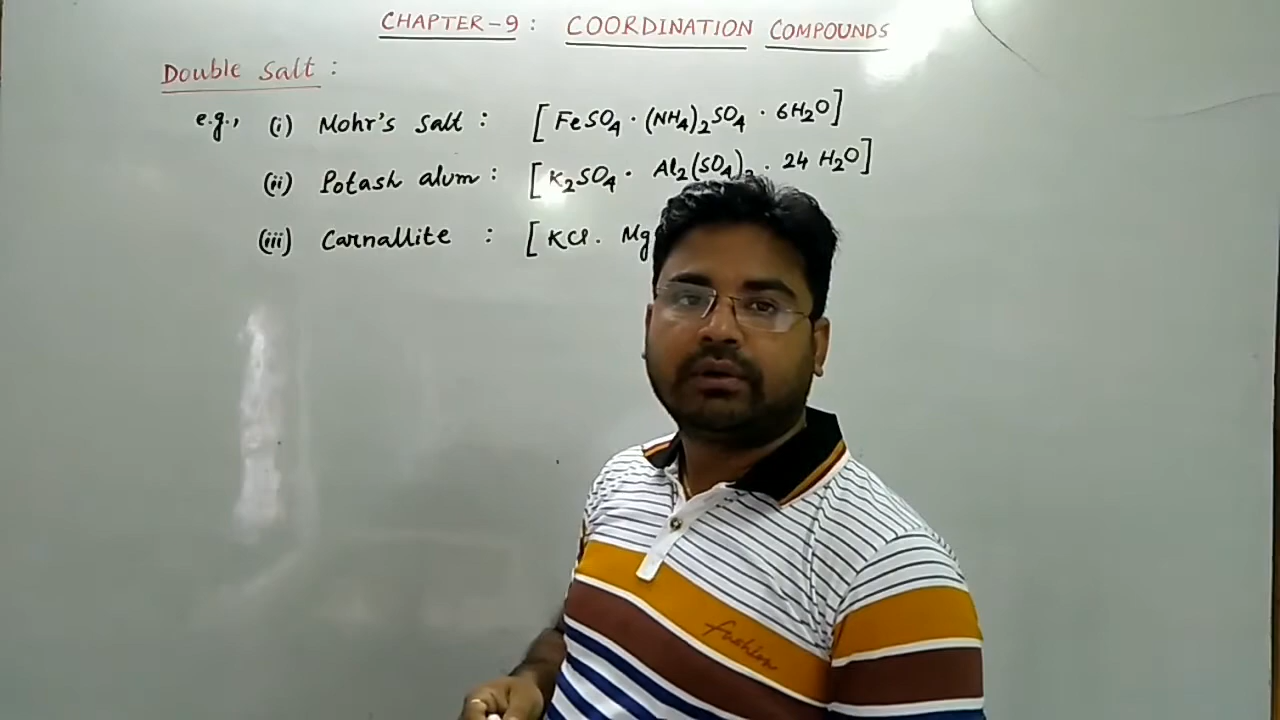 CHAPTER-9 : COORDINATION COMPOUNDS
Double Salt :
e.g., (i) Mohr's Salt : [FeSO₄ · (NH₄)₂SO₄ · 6H₂O]
(ii) Potash alum : [K₂SO₄ · Al₂(SO₄)₃ · 24 H₂O]
(iii) Carnallite : [KCl. Mg
fashion